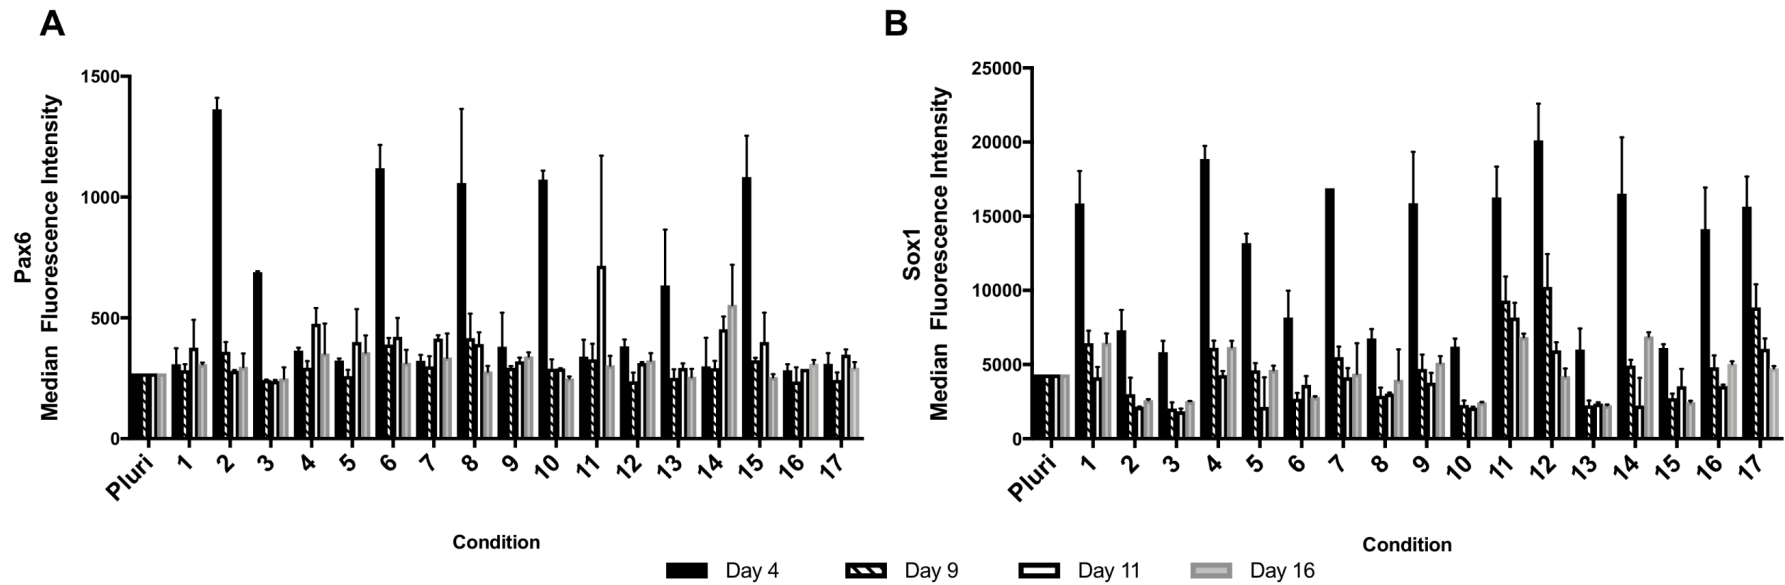 A
B
Pax6
Median Fluorescence Intensity
1500
1000
500
0
Pluri 1 2 3 4 5 6 7 8 9 10 11 12 13 14 15 16 17
Condition
Sox1
Median Fluorescence Intensity
25000
20000
15000
10000
5000
0
Pluri 1 2 3 4 5 6 7 8 9 10 11 12 13 14 15 16 17
Condition
Day 4 Day 9 Day 11 Day 16